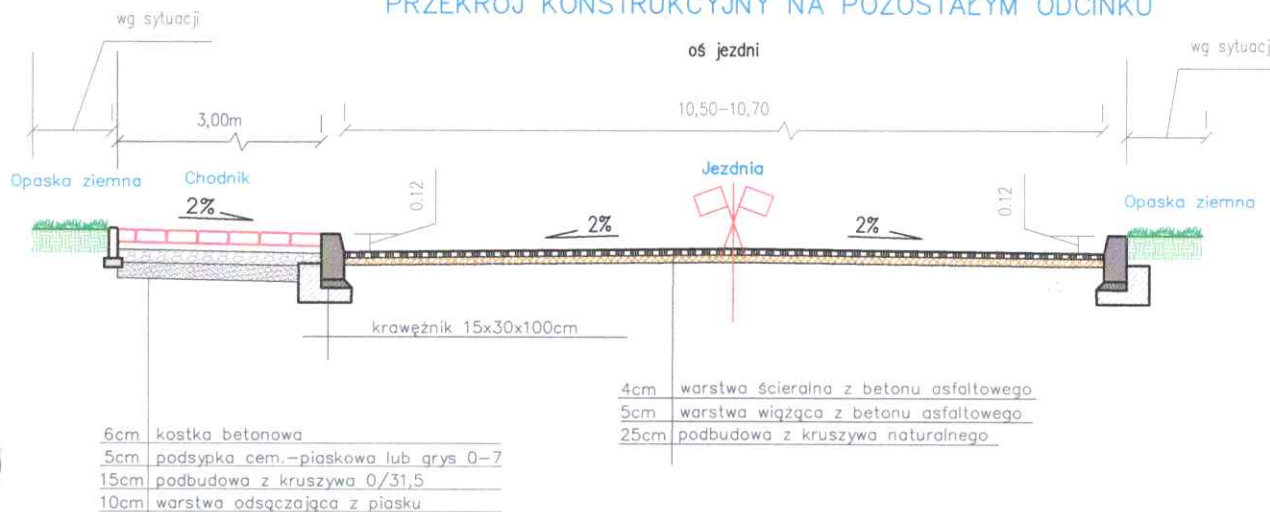 PRZEKRÓJ KONSTRUKCYJNY NA POZOSTAŁYM ODCINKU
wg sytuacji
oś jezdni
wg sytuacj
3,00m
10,50-10,70
Opaska ziemna
Chodnik
0.12
Jezdnia
0.12
Opaska ziemna
2%
2%
2%
krawężnik 15x30x100cm
4cm warstwa ścieralna z betonu asfaltowego
5cm warstwa wiążąca z betonu asfaltowego
25cm podbudowa z kruszywa naturalnego
6cm kostka betonowa
5cm podsypka cem.-piaskowa lub grys 0-7
15cm podbudowa z kruszywa 0/31,5
10cm warstwa odsączająca z piasku